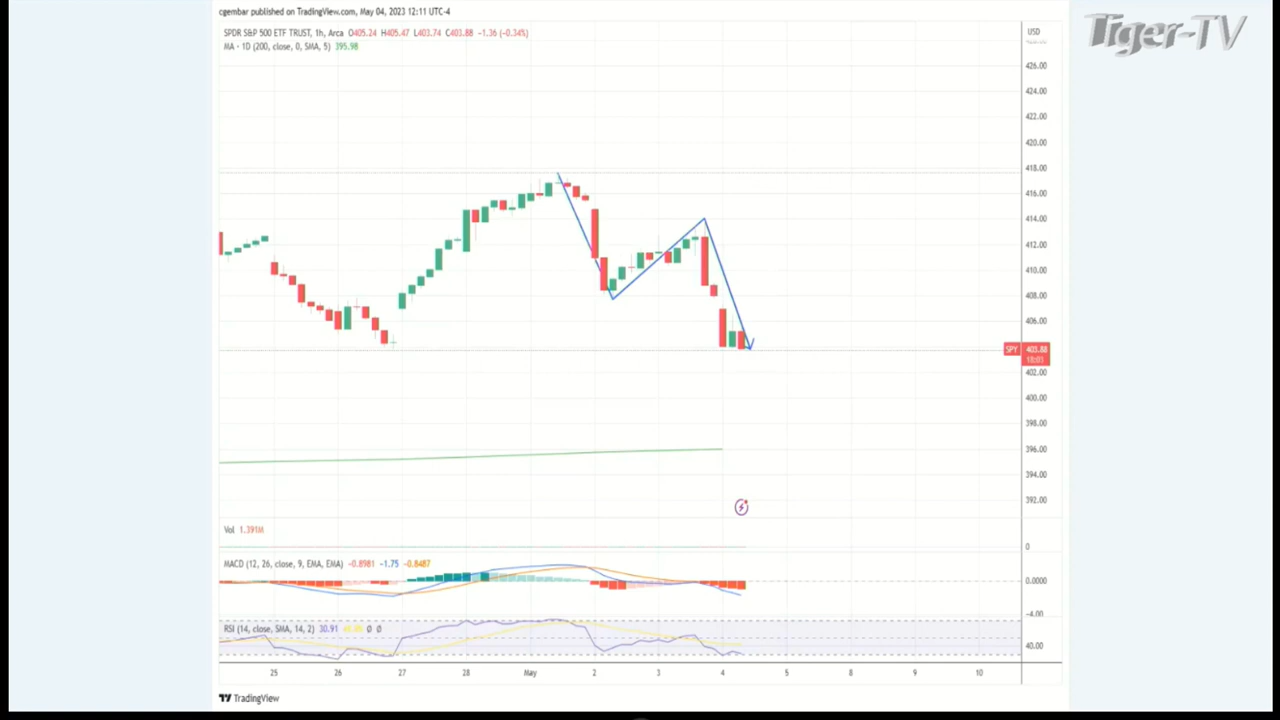 cgembar published on TradingView.com, May 04, 2023 12:11 UTC-4
Tiger-TV
SPDR S&P 500 ETF TRUST, 1h, Arca O405.24 H405.47 L403.74 C403.88 −1.36 (−0.34%)
MA · 1D (200, close, 0, SMA, 5) 395.98
USD
426.00
424.00
422.00
420.00
418.00
416.00
414.00
412.00
410.00
408.00
406.00
SPY 403.88
402.00
400.00
398.00
396.00
394.00
392.00
Vol 1.391M
0
MACD (12, 26, close, 9, EMA, EMA) −0.8981 −1.75 −0.8487
0.0000
−4.00
RSI (14, close, SMA, 14, 2) 30.91 0 0
40.00
25 26 27 28 May 2 3 4 5 8 9 10
TradingView